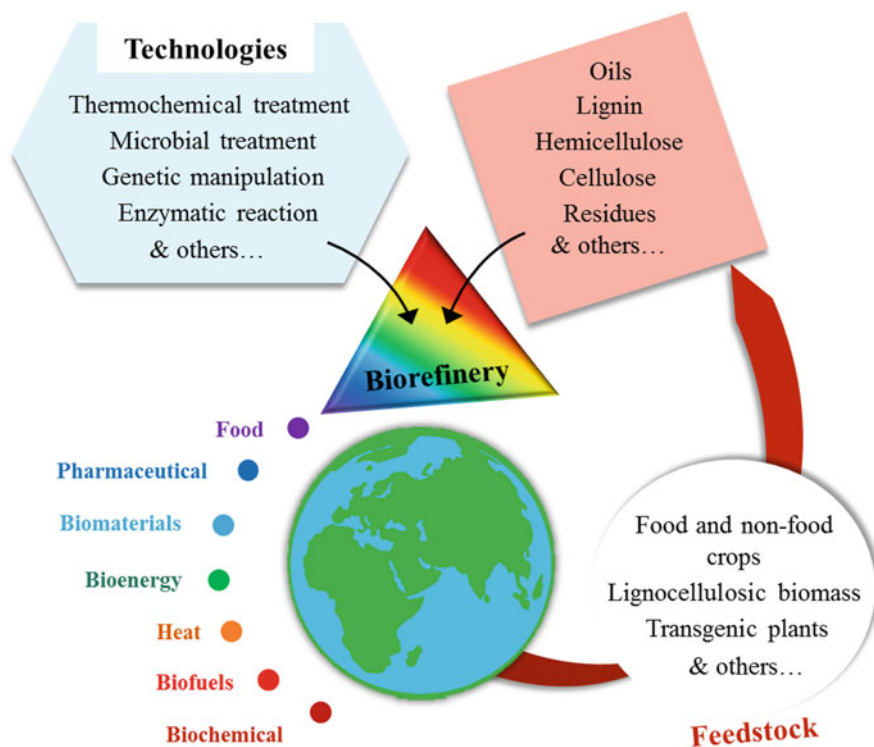 Technologies
Thermochemical treatment
Microbial treatment
Genetic manipulation
Enzymatic reaction
& others…
Oils
Lignin
Hemicellulose
Cellulose
Residues
& others…
Biorefinery
Food
Pharmaceutical
Biomaterials
Bioenergy
Heat
Biofuels
Biochemical
Food and non-food
crops
Lignocellulosic biomass
Transgenic plants
& others…
Feedstock